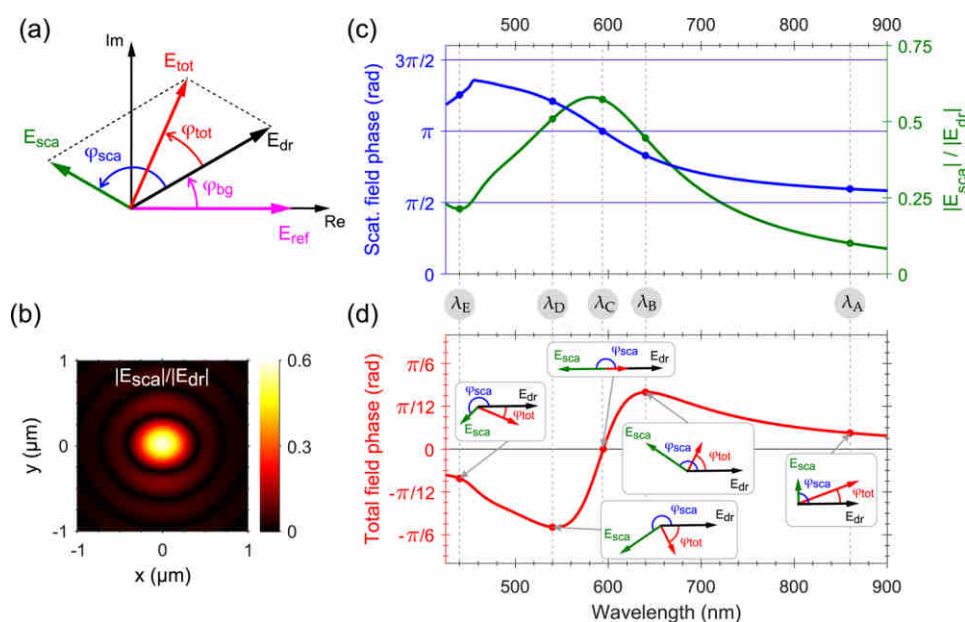 (a)
Im
E_tot
E_sca
φ_sca
φ_tot
E_dr
φ_bg
E_ref
Re
(b)
1
0
-1
y (μm)
|E_sca|/|E_dr|
-1 0 1
x (μm)
0.6
0.3
0
(c)
500 600 700 800 900
3π/2
π
π/2
0
Scat. field phase (rad)
0.75
0.5
0.25
0
|E_sca| / |E_dr|
λ_E λ_D λ_C λ_B λ_A
(d)
π/6
π/12
0
-π/12
-π/6
Total field phase (rad)
φ_sca
E_dr
E_sca
φ_tot
E_sca
φ_sca
E_dr
φ_sca
φ_tot
E_sca
E_dr
φ_sca
E_dr
E_sca
φ_tot
E_sca
φ_sca
φ_tot
E_dr
500 600 700 800 900
Wavelength (nm)